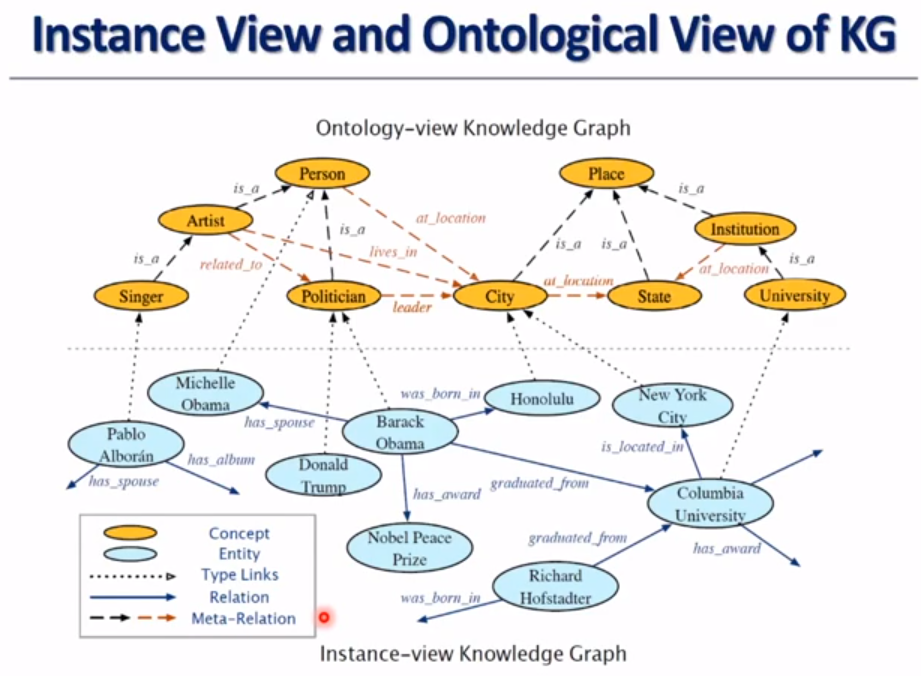 Instance View and Ontological View of KG
Ontology-view Knowledge Graph
Person
Place
is_a
is_a
Artist
at_location
Institution
is_a
is_a
lives_in
is_a
is_a
is_a
related_to
at_location
is_a
at_location
Singer
Politician
City
State
University
leader
Michelle
Obama
was_born_in
Honolulu
New York
City
has_spouse
Barack
Obama
Pablo
Alborán
has_album
is_located_in
has_spouse
Donald
Trump
has_award
graduated_from
Columbia
University
Concept
Entity
Type Links
Relation
Meta-Relation
Nobel Peace
Prize
graduated_from
has_award
Richard
Hofstadter
was_born_in
Instance-view Knowledge Graph